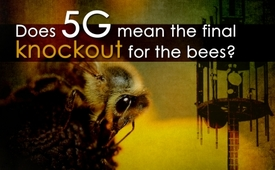 Does 5G mean the final
knockout for the bees?